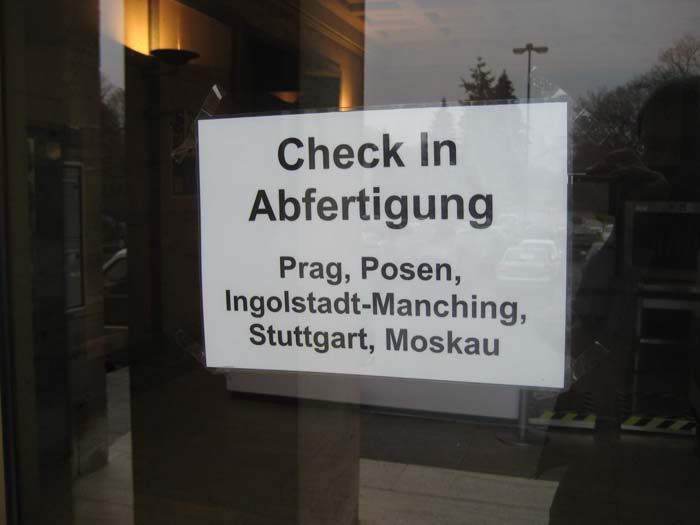 Check In
Abfertigung
Prag, Posen,
Ingolstadt-Manching,
Stuttgart, Moskau